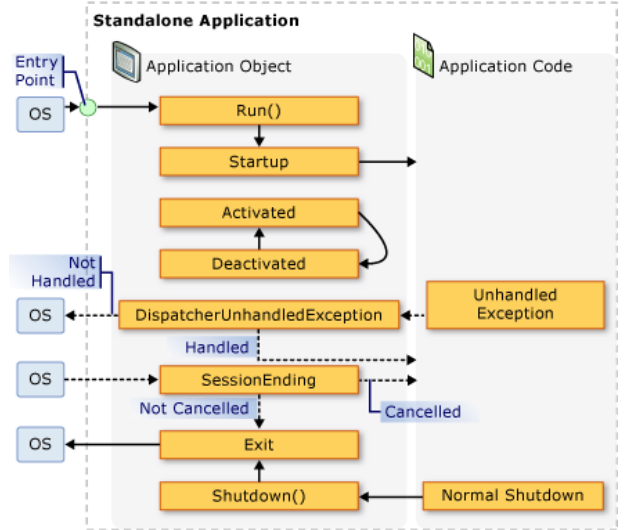 Standalone Application
Application Object
Application Code
Entry
Point
OS
Run()
Startup
Activated
Deactivated
Not
Handled
OS
DispatcherUnhandledException
Unhandled
Exception
Handled
OS
SessionEnding
Not Cancelled
Cancelled
OS
Exit
Shutdown()
Normal Shutdown